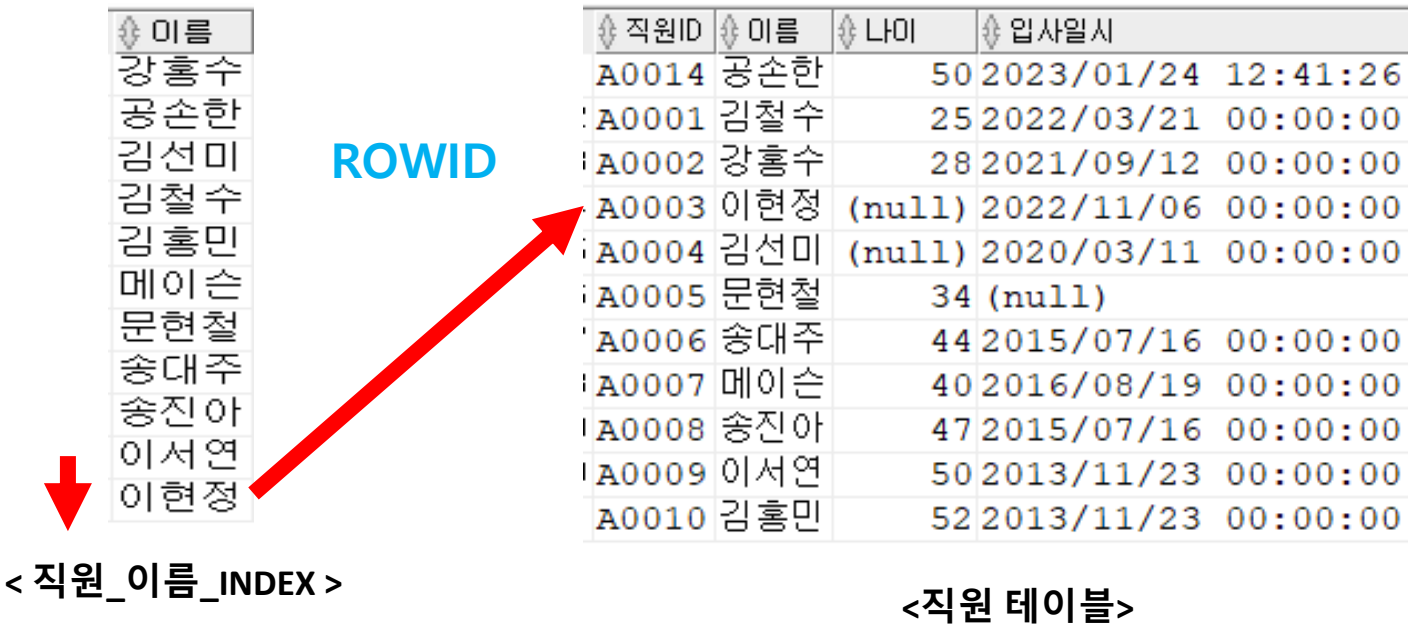 이름
강홍수
공손한
김선미
김철수
김홍민
메이슨
문현철
송대주
송진아
이서연
이현정
< 직원_이름_INDEX >
ROWID
직원ID 이름 나이 입사일시
A0014 공손한 50 2023/01/24 12:41:26
A0001 김철수 25 2022/03/21 00:00:00
A0002 강홍수 28 2021/09/12 00:00:00
A0003 이현정 (null) 2022/11/06 00:00:00
A0004 김선미 (null) 2020/03/11 00:00:00
A0005 문현철 34 (null)
A0006 송대주 44 2015/07/16 00:00:00
A0007 메이슨 40 2016/08/19 00:00:00
A0008 송진아 47 2015/07/16 00:00:00
A0009 이서연 50 2013/11/23 00:00:00
A0010 김홍민 52 2013/11/23 00:00:00
<직원 테이블>